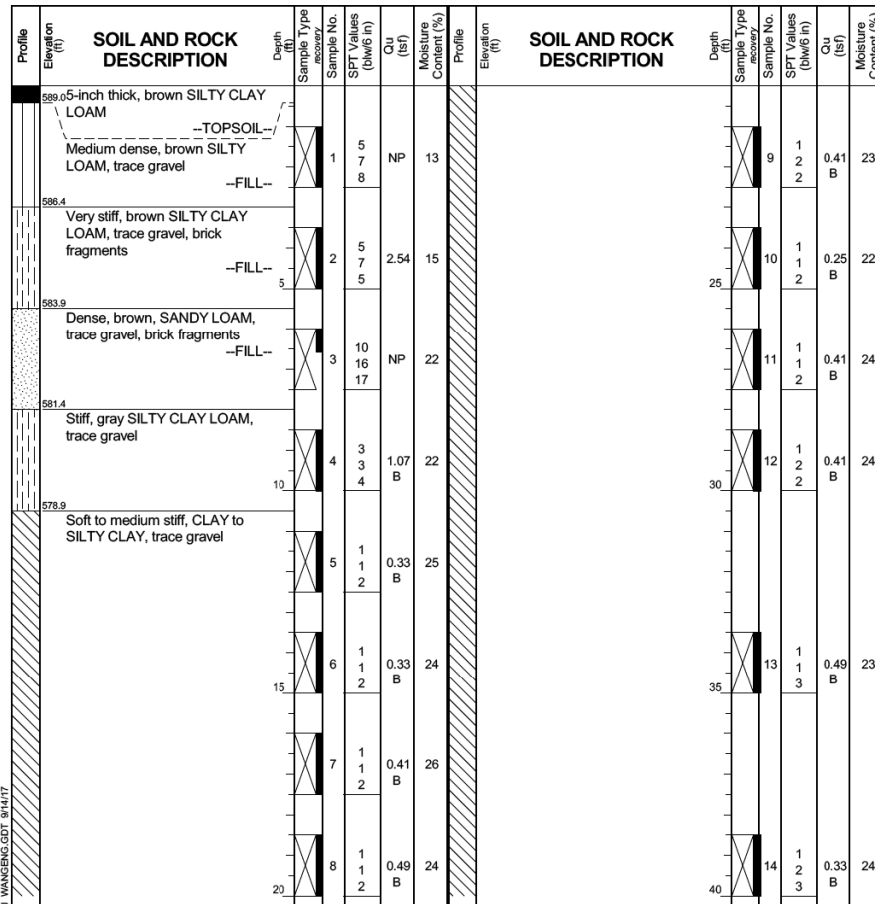 Profile
Elevation (ft)
SOIL AND ROCK DESCRIPTION
Depth (ft)
Sample Type
recovery
Sample No.
SPT Values (blw/6 in)
Qu (tsf)
Moisture Content (%)
589.0 5-inch thick, brown SILTY CLAY
LOAM
--TOPSOIL--
Medium dense, brown SILTY
LOAM, trace gravel
--FILL--
1
5
7
8
NP
13
586.4
Very stiff, brown SILTY CLAY
LOAM, trace gravel, brick
fragments
--FILL--
5
2
5
7
5
2.54
15
583.9
Dense, brown, SANDY LOAM,
trace gravel, brick fragments
--FILL--
3
10
16
17
NP
22
581.4
Stiff, gray SILTY CLAY LOAM,
trace gravel
10
4
3
3
4
1.07
B
22
578.9
Soft to medium stiff, CLAY to
SILTY CLAY, trace gravel
5
1
1
2
0.33
B
25
15
6
1
1
2
0.33
B
24
7
1
1
2
0.41
B
26
20
8
1
1
2
0.49
B
24
Profile
Elevation (ft)
SOIL AND ROCK DESCRIPTION
Depth (ft)
Sample Type
recovery
Sample No.
SPT Values (blw/6 in)
Qu (tsf)
Moisture Content (%)
9
1
2
2
0.41
B
23
25
10
1
1
2
0.25
B
22
11
1
1
2
0.41
B
24
30
12
1
2
2
0.41
B
24
35
13
1
1
3
0.49
B
23
40
14
1
2
3
0.33
B
24
WANGENG.GDT 9/14/17